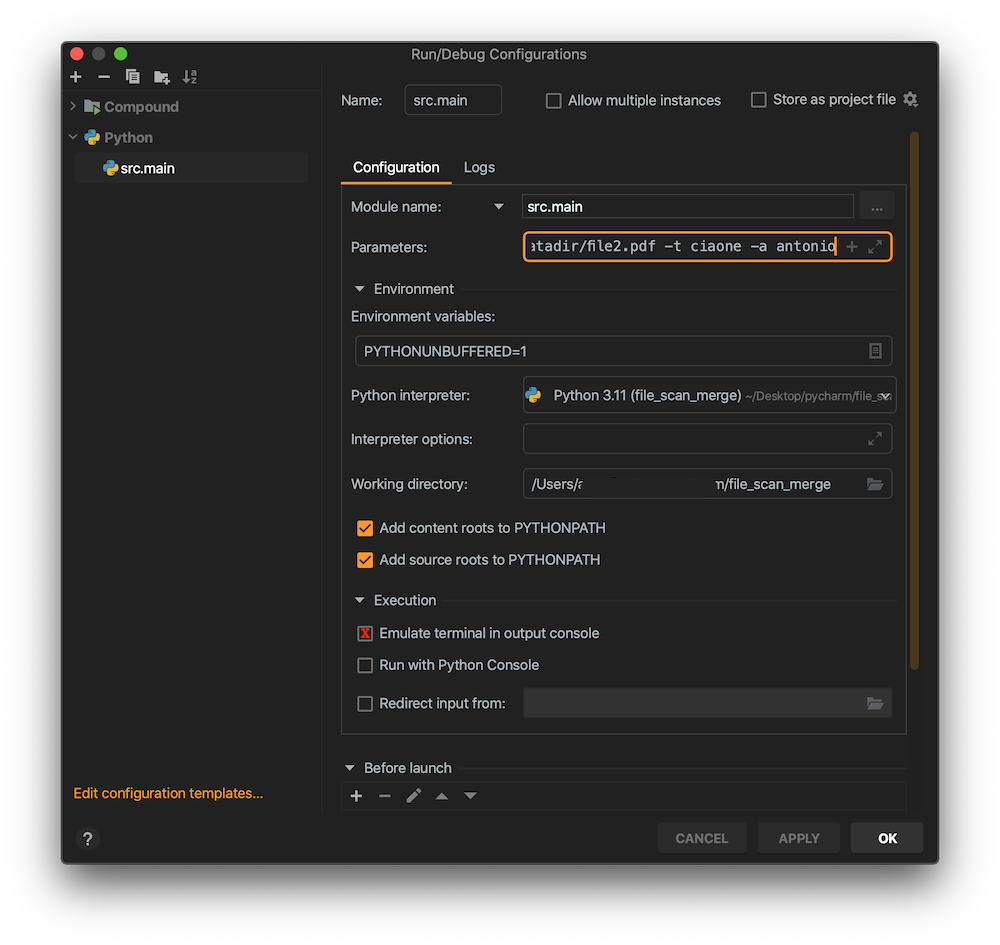 Run/Debug Configurations
Compound
Python
src.main
Edit configuration templates...
?
Name: src.main Allow multiple instances Store as project file
Configuration Logs
Module name: src.main ...
Parameters: atadir/file2.pdf -t ciaone -a antonio
Environment
Environment variables:
PYTHONUNBUFFERED=1
Python interpreter: Python 3.11 (file_scan_merge) ~/Desktop/pycharm/file_sc
Interpreter options:
Working directory: /Users/ /file_scan_merge
Add content roots to PYTHONPATH
Add source roots to PYTHONPATH
Execution
X Emulate terminal in output console
Run with Python Console
Redirect input from:
Before launch
CANCEL APPLY OK